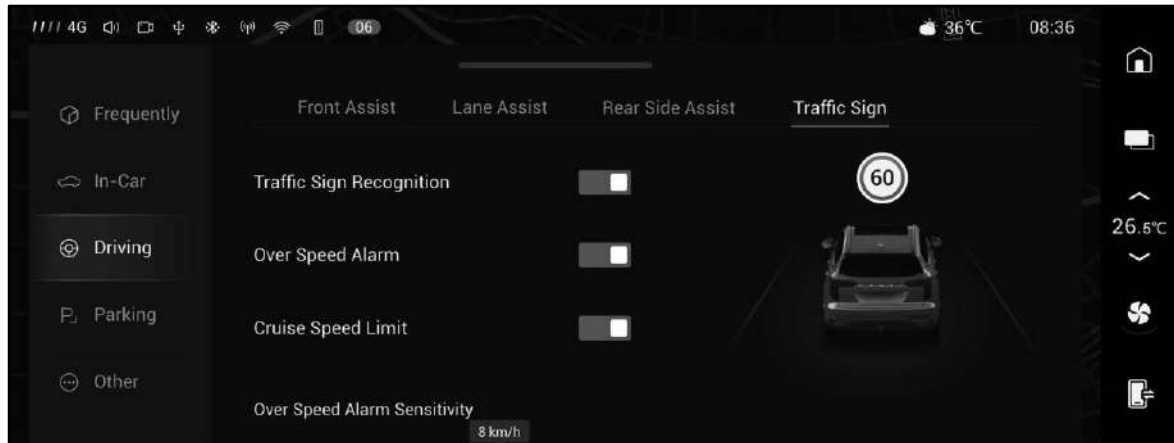 4G 06 36℃ 08:36
Front Assist Lane Assist Rear Side Assist Traffic Sign
Frequently
In-Car
Driving
Parking
Other
Traffic Sign Recognition
Over Speed Alarm
Cruise Speed Limit
Over Speed Alarm Sensitivity
8 km/h
60
26.5℃